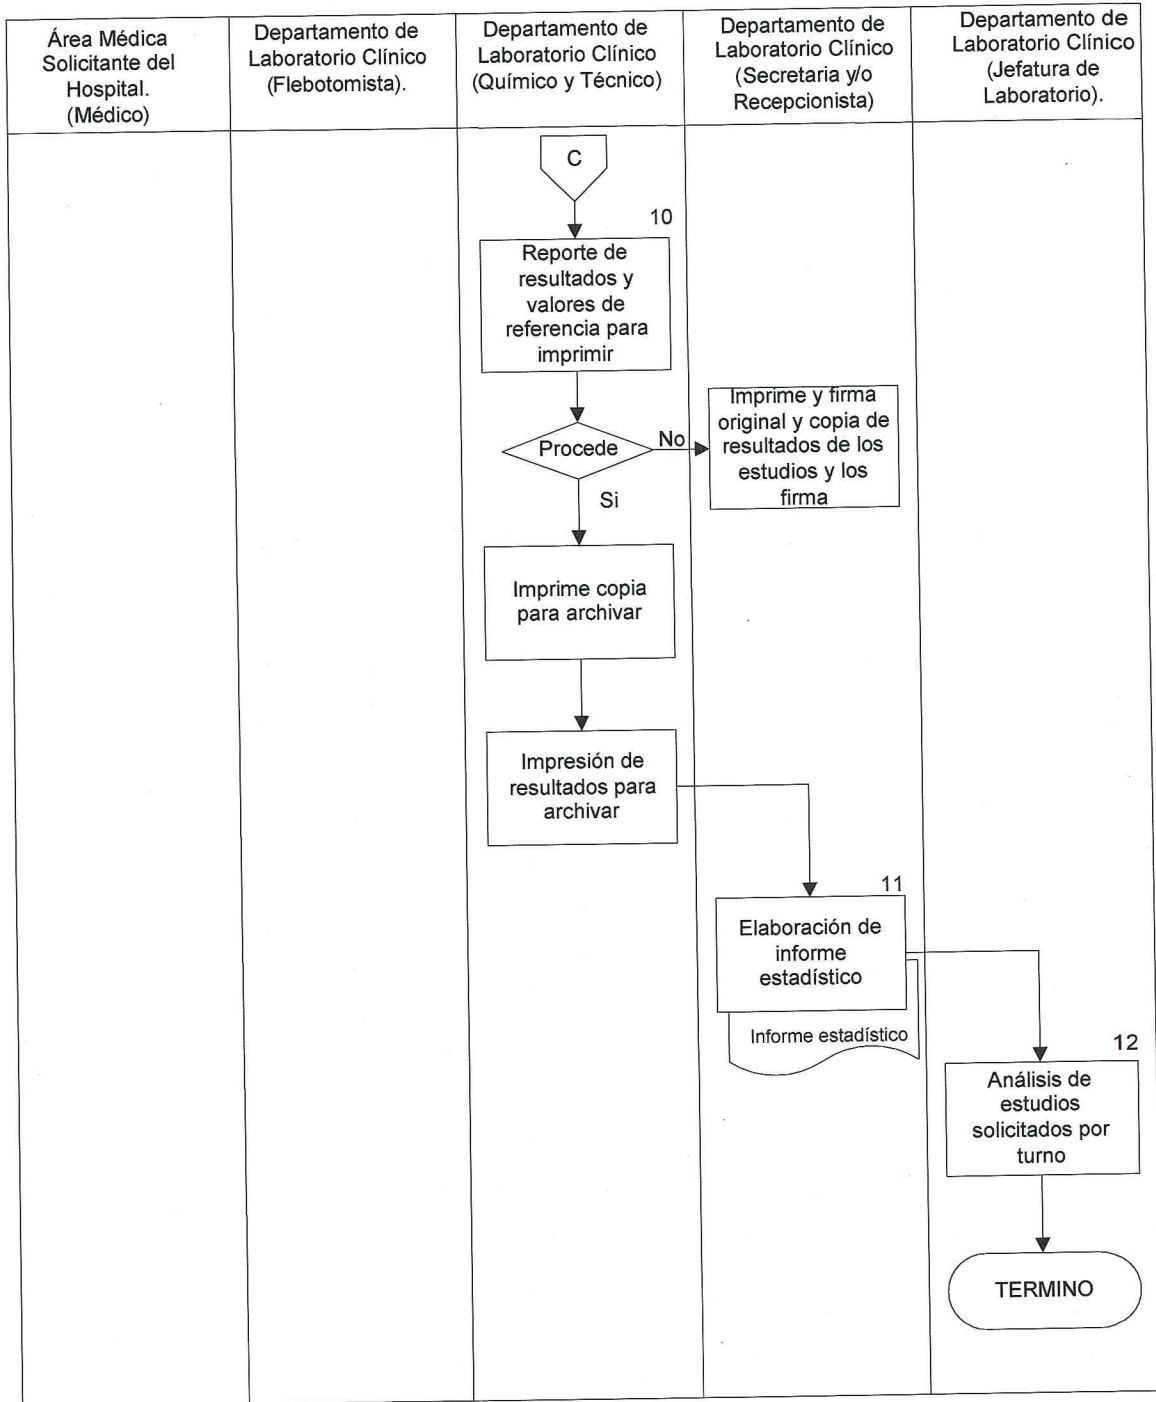 Área Médica
Solicitante del
Hospital.
(Médico)
Departamento de
Laboratorio Clínico
(Flebotomista).
Departamento de
Laboratorio Clínico
(Químico y Técnico)
Departamento de
Laboratorio Clínico
(Secretaria y/o
Recepcionista)
Departamento de
Laboratorio Clínico
(Jefatura de
Laboratorio).
C
10
Reporte de
resultados y
valores de
referencia para
imprimir
Procede
No
Imprime y firma
original y copia de
resultados de los
estudios y los
firma
Si
Imprime copia
para archivar
Impresión de
resultados para
archivar
11
Elaboración de
informe
estadístico
Informe estadístico
12
Análisis de
estudios
solicitados por
turno
TERMINO